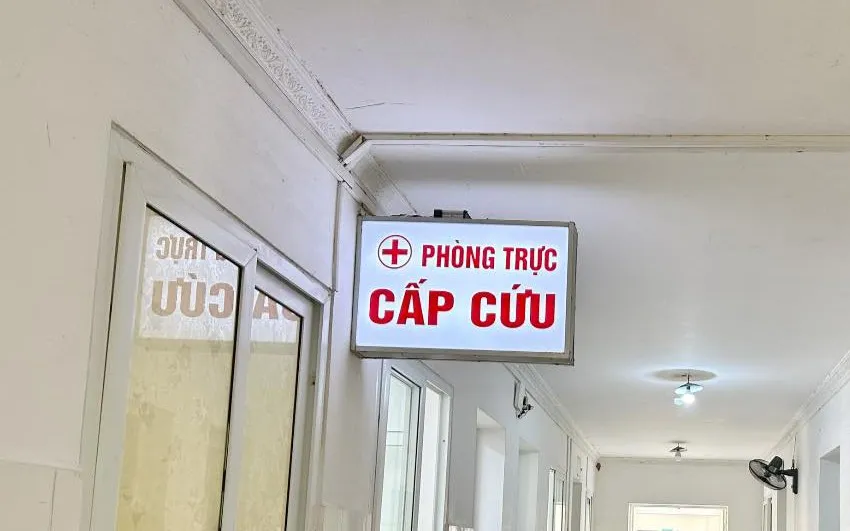 PHÒNG TRỰC
CẤP CỨU